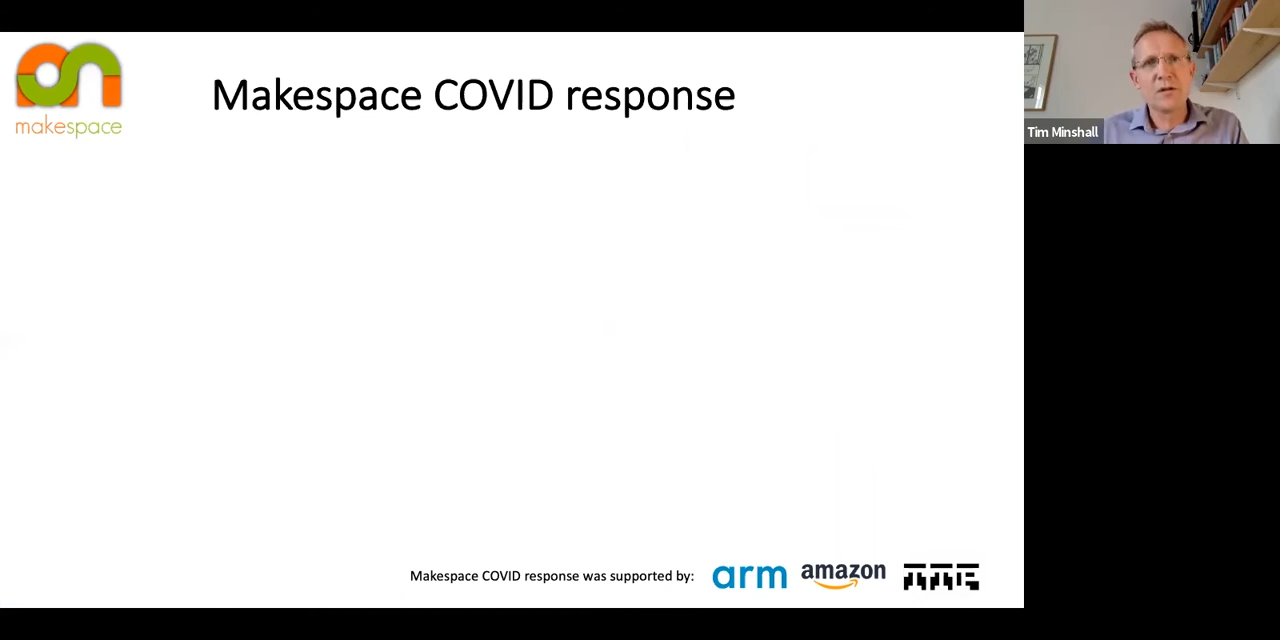 makespace
Makespace COVID response
Tim Minshall
Makespace COVID response was supported by:
arm
amazon